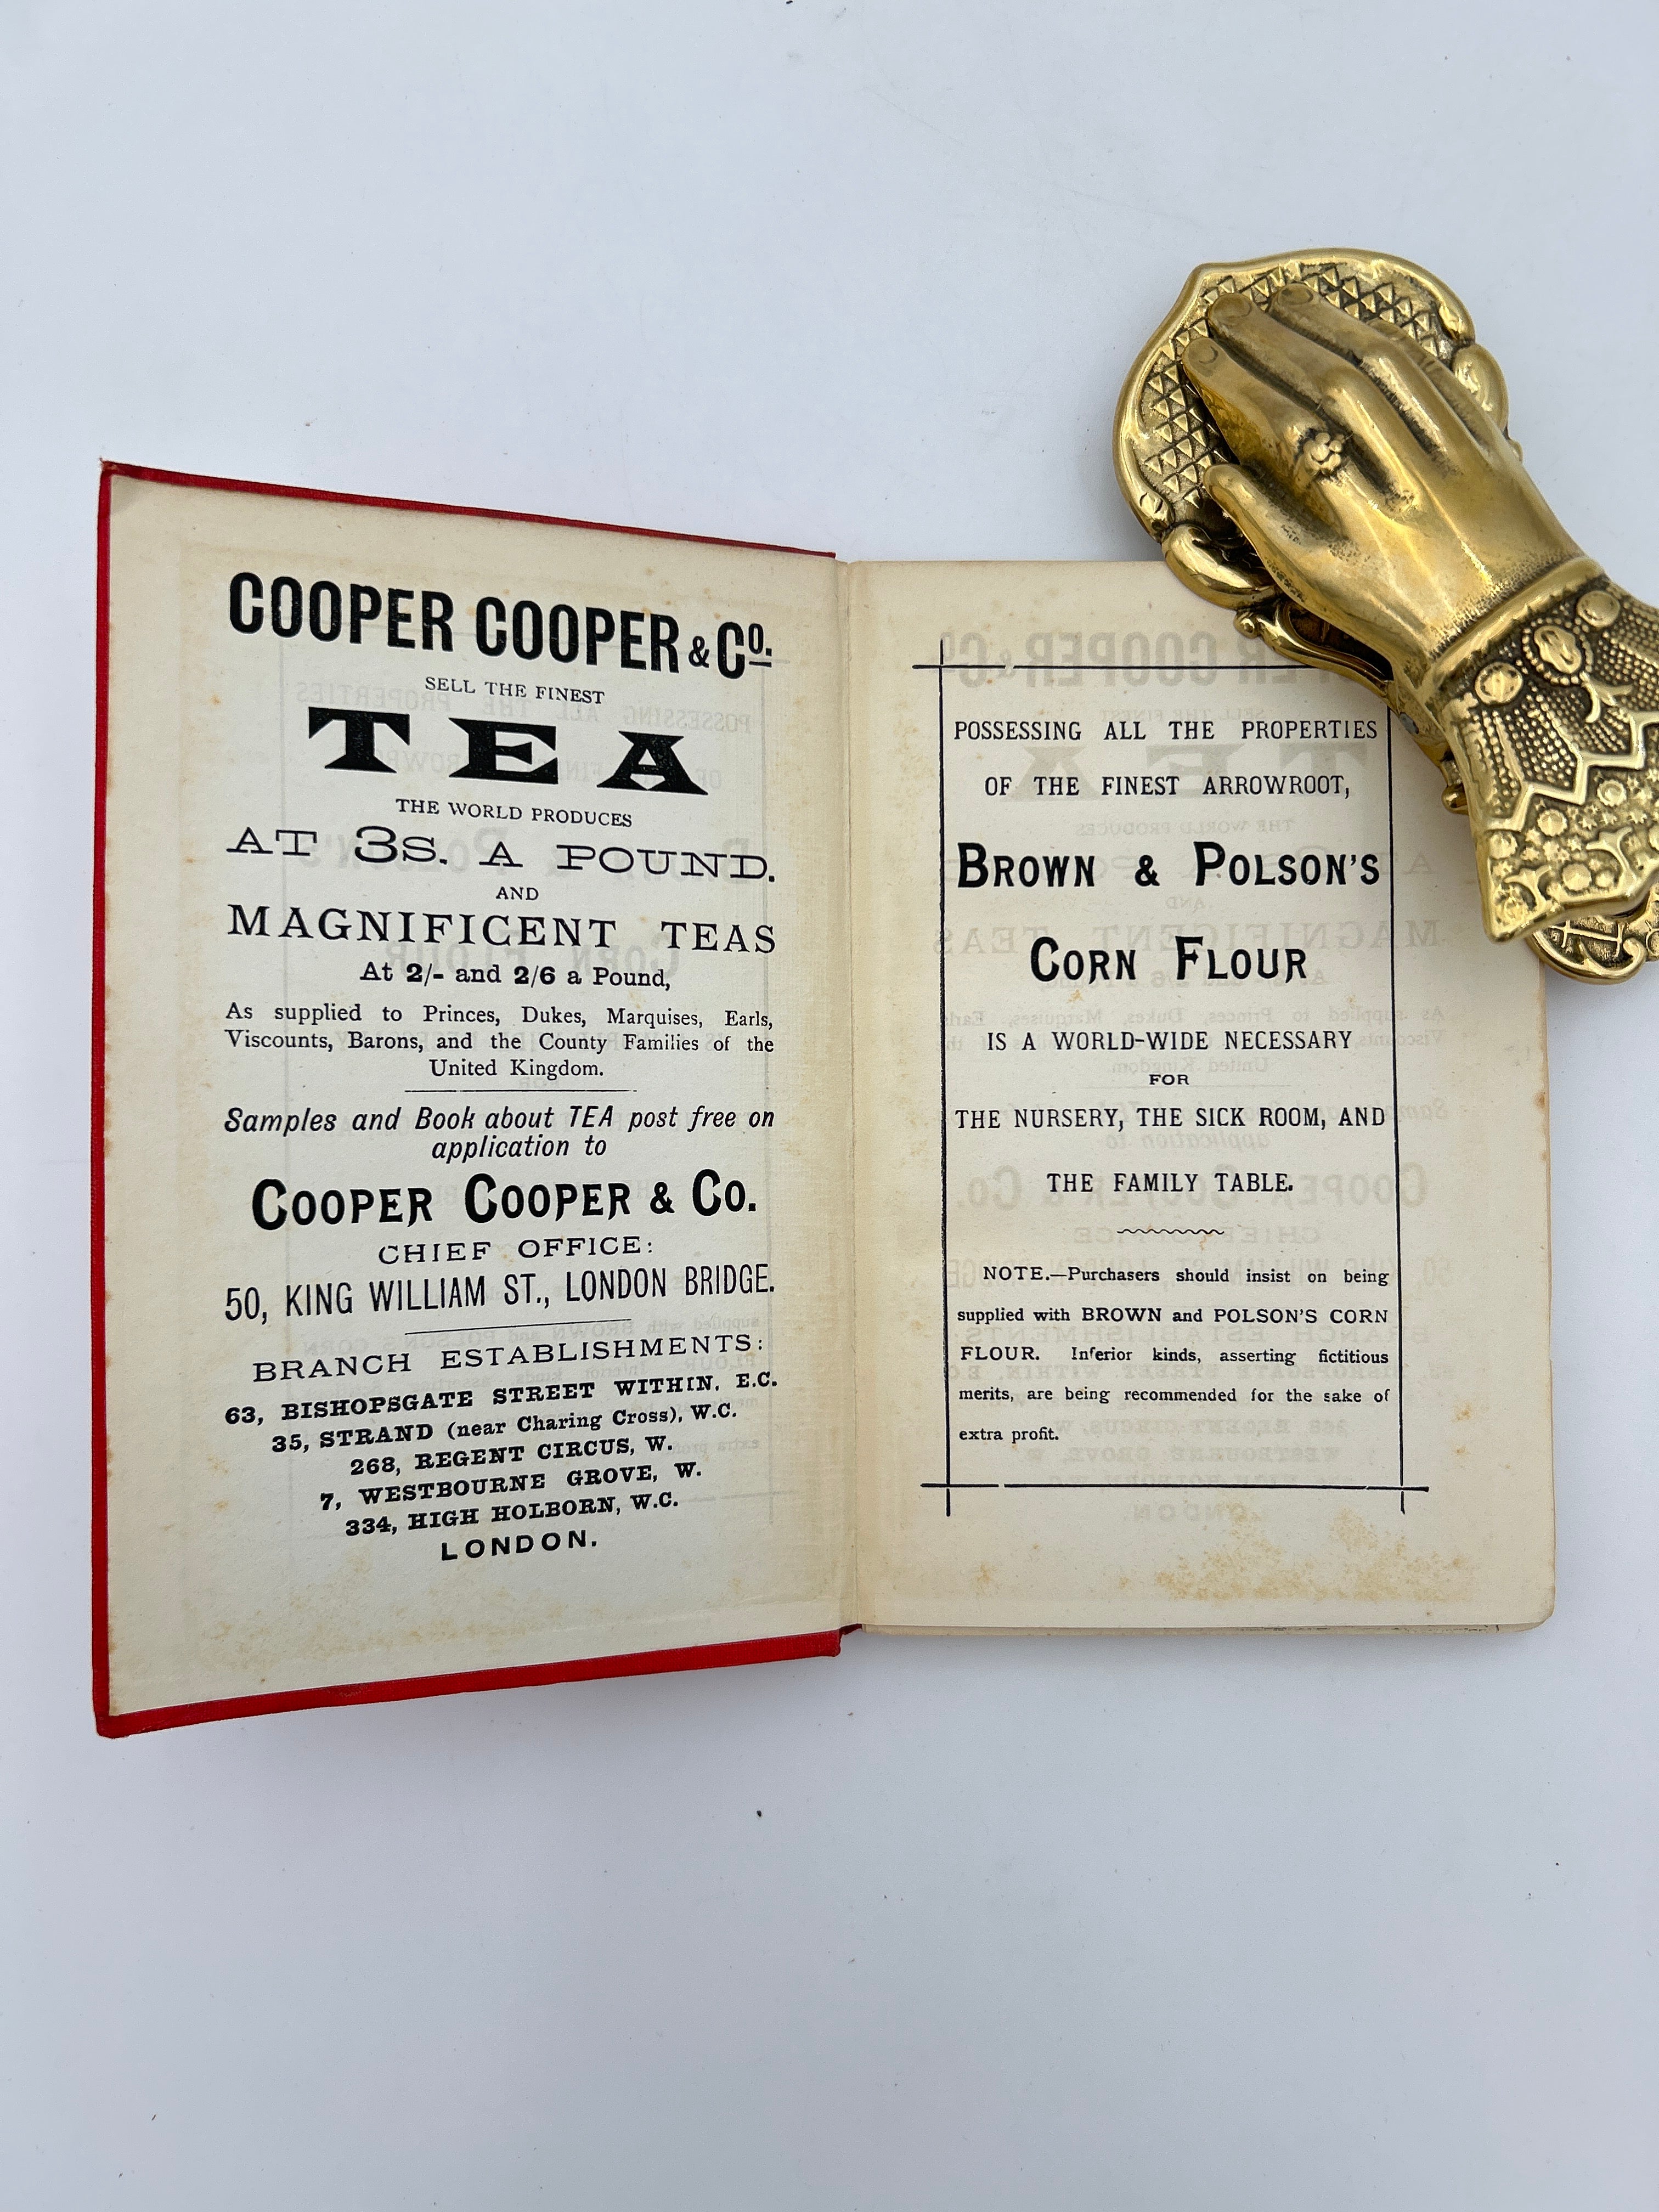 COOPER COOPER & Co.
SELL THE FINEST
TEA
THE WORLD PRODUCES
AT 3S. A POUND.
AND
MAGNIFICENT TEAS
At 2/- and 2/6 a Pound,
As supplied to Princes, Dukes, Marquises, Earls,
Viscounts, Barons, and the County Families of the
United Kingdom.
Samples and Book about TEA post free on
application to
COOPER COOPER & CO.
CHIEF OFFICE:
50, KING WILLIAM ST., LONDON BRIDGE.
BRANCH ESTABLISHMENTS:
63, BISHOPSGATE STREET WITHIN, E.C.
35, STRAND (near Charing Cross), W.C.
268, REGENT CIRCUS, W.
7, WESTBOURNE GROVE, W.
334, HIGH HOLBORN, W.C.
LONDON.
POSSESSING ALL THE PROPERTIES
OF THE FINEST ARROWROOT,
BROWN & POLSON'S
CORN FLOUR
IS A WORLD-WIDE NECESSARY
FOR
THE NURSERY, THE SICK ROOM, AND
THE FAMILY TABLE.
NOTE.—Purchasers should insist on being
supplied with BROWN and POLSON'S CORN
FLOUR. Inferior kinds, asserting fictitious
merits, are being recommended for the sake of
extra profit.